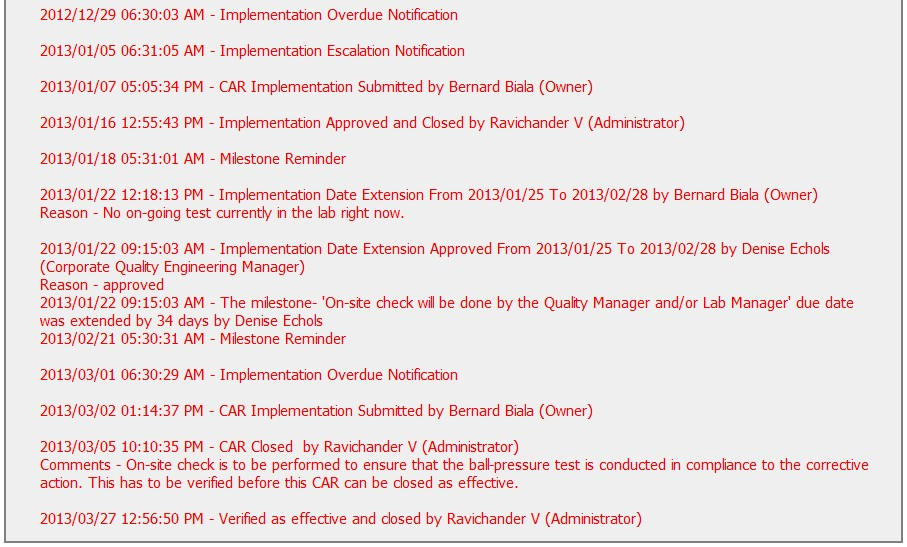 2012/12/29 06:30:03 AM - Implementation Overdue Notification
2013/01/05 06:31:05 AM - Implementation Escalation Notification
2013/01/07 05:05:34 PM - CAR Implementation Submitted by Bernard Biala (Owner)
2013/01/16 12:55:43 PM - Implementation Approved and Closed by Ravichander V (Administrator)
2013/01/18 05:31:01 AM - Milestone Reminder
2013/01/22 12:18:13 PM - Implementation Date Extension From 2013/01/25 To 2013/02/28 by Bernard Biala (Owner)
Reason - No on-going test currently in the lab right now.
2013/01/22 09:15:03 AM - Implementation Date Extension Approved From 2013/01/25 To 2013/02/28 by Denise Echols
(Corporate Quality Engineering Manager)
Reason - approved
2013/01/22 09:15:03 AM - The milestone- 'On-site check will be done by the Quality Manager and/or Lab Manager' due date
was extended by 34 days by Denise Echols
2013/02/21 05:30:31 AM - Milestone Reminder
2013/03/01 06:30:29 AM - Implementation Overdue Notification
2013/03/02 01:14:37 PM - CAR Implementation Submitted by Bernard Biala (Owner)
2013/03/05 10:10:35 PM - CAR Closed  by Ravichander V (Administrator)
Comments - On-site check is to be performed to ensure that the ball-pressure test is conducted in compliance to the corrective
action. This has to be verified before this CAR can be closed as effective.
2013/03/27 12:56:50 PM - Verified as effective and closed by Ravichander V (Administrator)